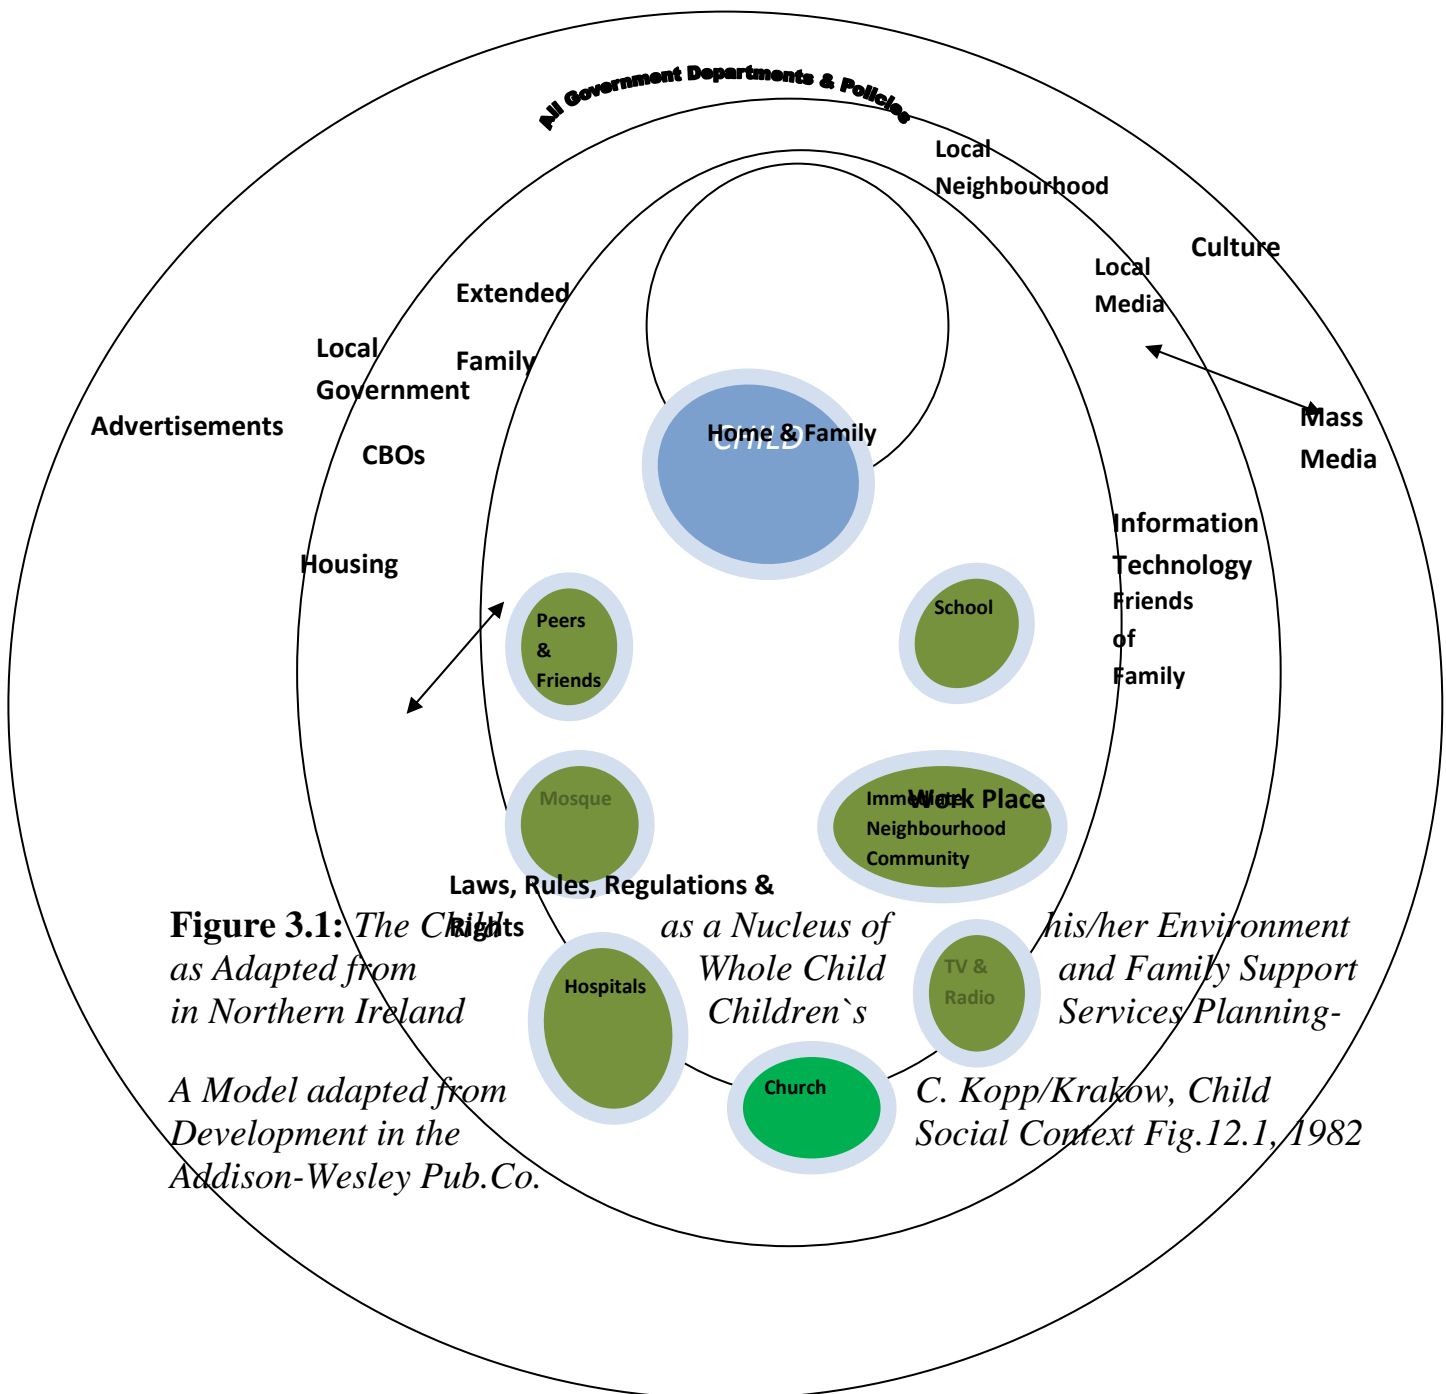 All Government Departments & Policies
Local
Neighbourhood
Culture
Local
Media
Extended
Family
Local
Government
Advertisements
CBOs
Mass
Media
CHILD
Home & Family
Housing
Information
Technology
Friends
of
Family
Peers
&
Friends
School
Mosque
Work Place
Immediate
Neighbourhood
Community
Laws, Rules, Regulations &
Rights
Figure 3.1: The Child as a Nucleus of his/her Environment
as Adapted from Whole Child and Family Support
in Northern Ireland Children`s Services Planning-
Hospitals
TV &
Radio
Church
A Model adapted from C. Kopp/Krakow, Child
Development in the Social Context Fig.12.1, 1982
Addison-Wesley Pub.Co.